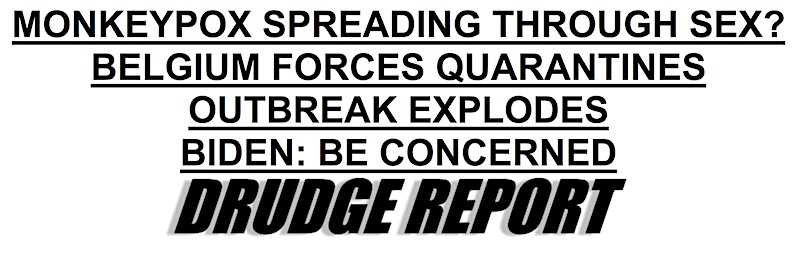 MONKEYPOX SPREADING THROUGH SEX?
BELGIUM FORCES QUARANTINES
OUTBREAK EXPLODES
BIDEN: BE CONCERNED
DRUDGE REPORT